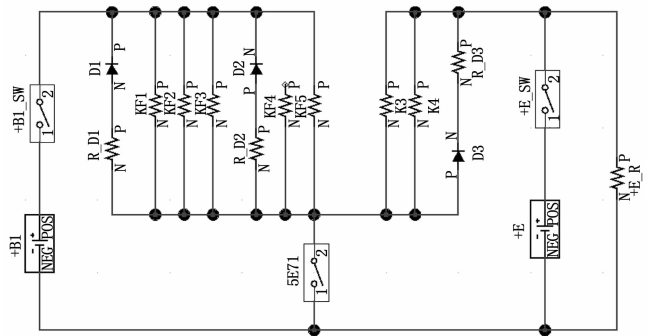 +B1_SW
1 2
+B1
NEG POS
- +
D1
P
N
R_D1
P
N
KF1
P
N
KF2
P
N
KF3
P
N
D2
N
P
R_D2
P
N
KF4
P
N
KF5
P
N
K3
P
N
K4
P
N
R_D3
P
N
D3
N
P
5E71
1 2
+E_SW
1 2
+E
NEG POS
- +
+E_R
P
N